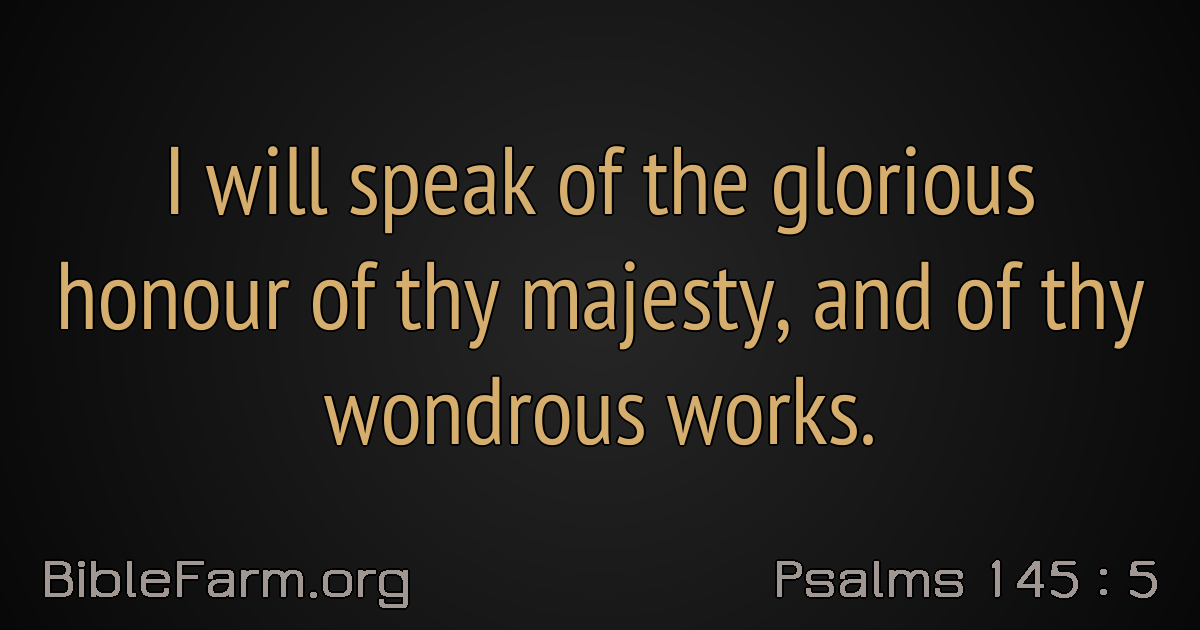 I will speak of the glorious
honour of thy majesty, and of thy
wondrous works.
BibleFarm.org
Psalms 145 : 5